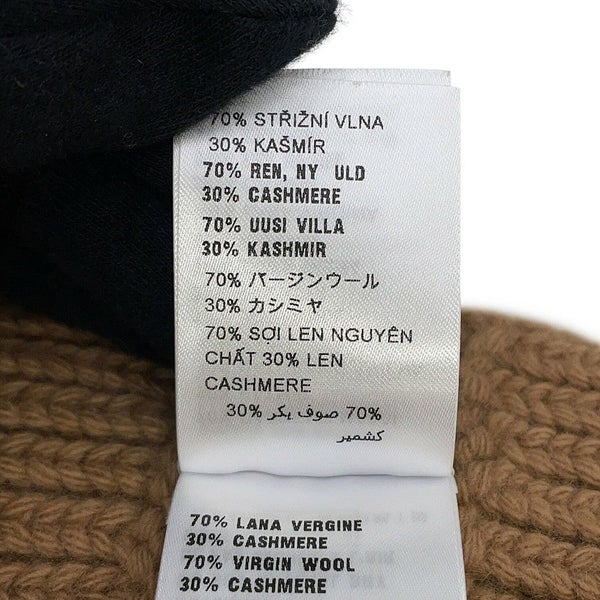 70% STŘIŽNÍ VLNA
30% KAŠMÍR
70% REN, NY ULD
30% CASHMERE
70% UUSI VILLA
30% KASHMIR
70% バージンウール
30% カシミヤ
70% SỢI LEN NGUYÊN
CHẤT 30% LEN
CASHMERE
70% صوف بكر 30%
كشمير
70% LANA VERGINE
30% CASHMERE
70% VIRGIN WOOL
30% CASHMERE